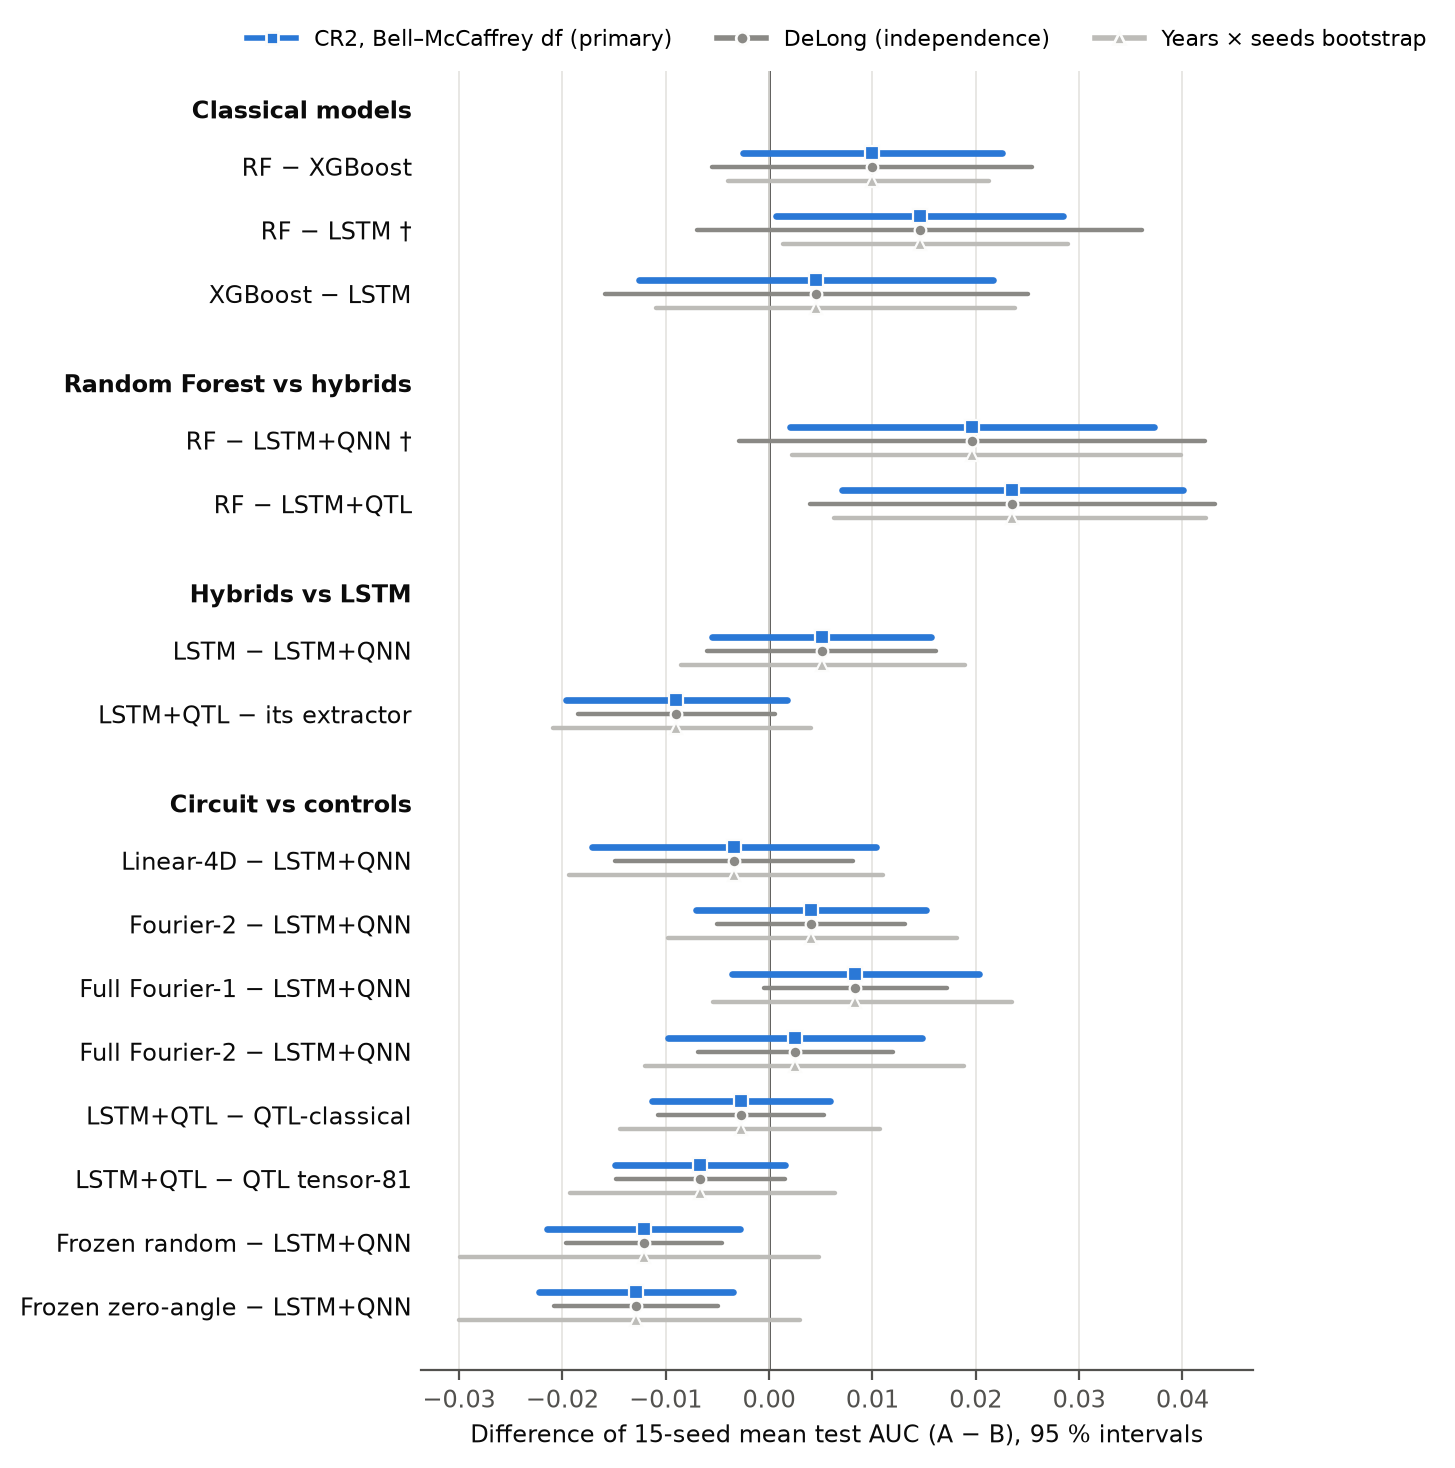 CR2, Bell–McCaffrey df (primary)
DeLong (independence)
Years × seeds bootstrap
Classical models
RF − XGBoost
RF − LSTM †
XGBoost − LSTM
Random Forest vs hybrids
RF − LSTM+QNN †
RF − LSTM+QTL
Hybrids vs LSTM
LSTM − LSTM+QNN
LSTM+QTL − its extractor
Circuit vs controls
Linear-4D − LSTM+QNN
Fourier-2 − LSTM+QNN
Full Fourier-1 − LSTM+QNN
Full Fourier-2 − LSTM+QNN
LSTM+QTL − QTL-classical
LSTM+QTL − QTL tensor-81
Frozen random − LSTM+QNN
Frozen zero-angle − LSTM+QNN
−0.03 −0.02 −0.01 0.00 0.01 0.02 0.03 0.04
Difference of 15-seed mean test AUC (A − B), 95 % intervals